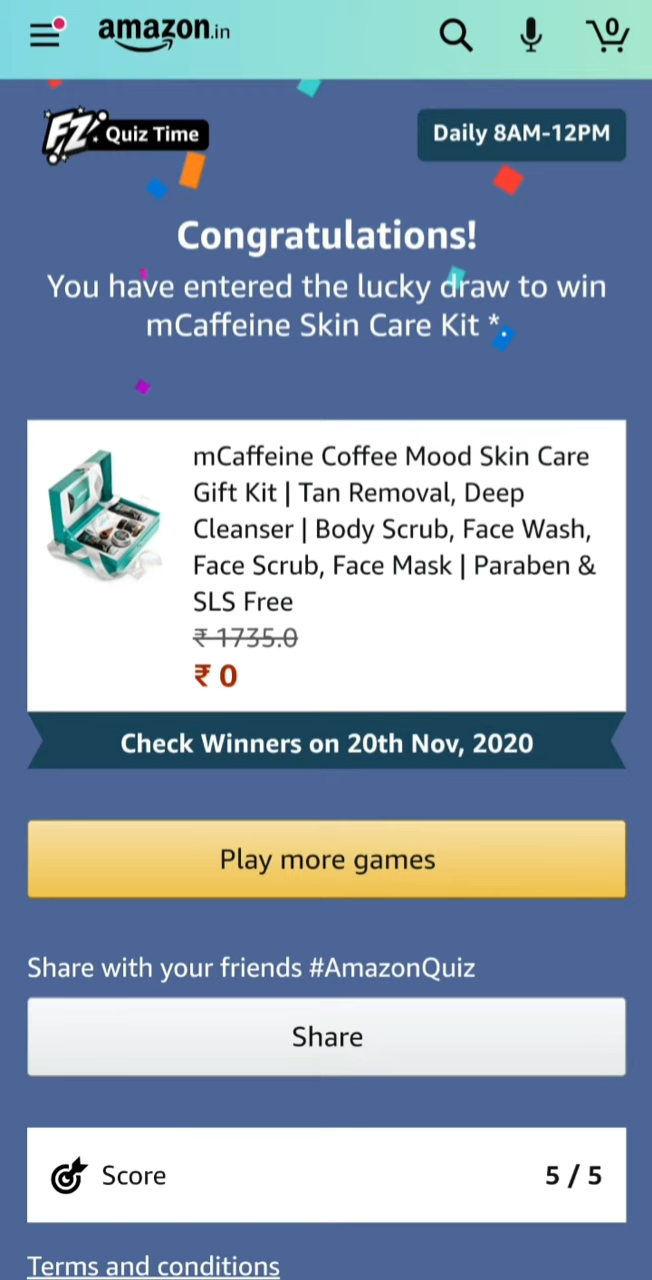 amazon.in
0
FZ Quiz Time
Daily 8AM-12PM
Congratulations!
You have entered the lucky draw to win
mCaffeine Skin Care Kit *.
mCaffeine Coffee Mood Skin Care
Gift Kit | Tan Removal, Deep
Cleanser | Body Scrub, Face Wash,
Face Scrub, Face Mask | Paraben &
SLS Free
₹ 1735.0
₹ 0
Check Winners on 20th Nov, 2020
Play more games
Share with your friends #AmazonQuiz
Share
Score
5 / 5
Terms and conditions